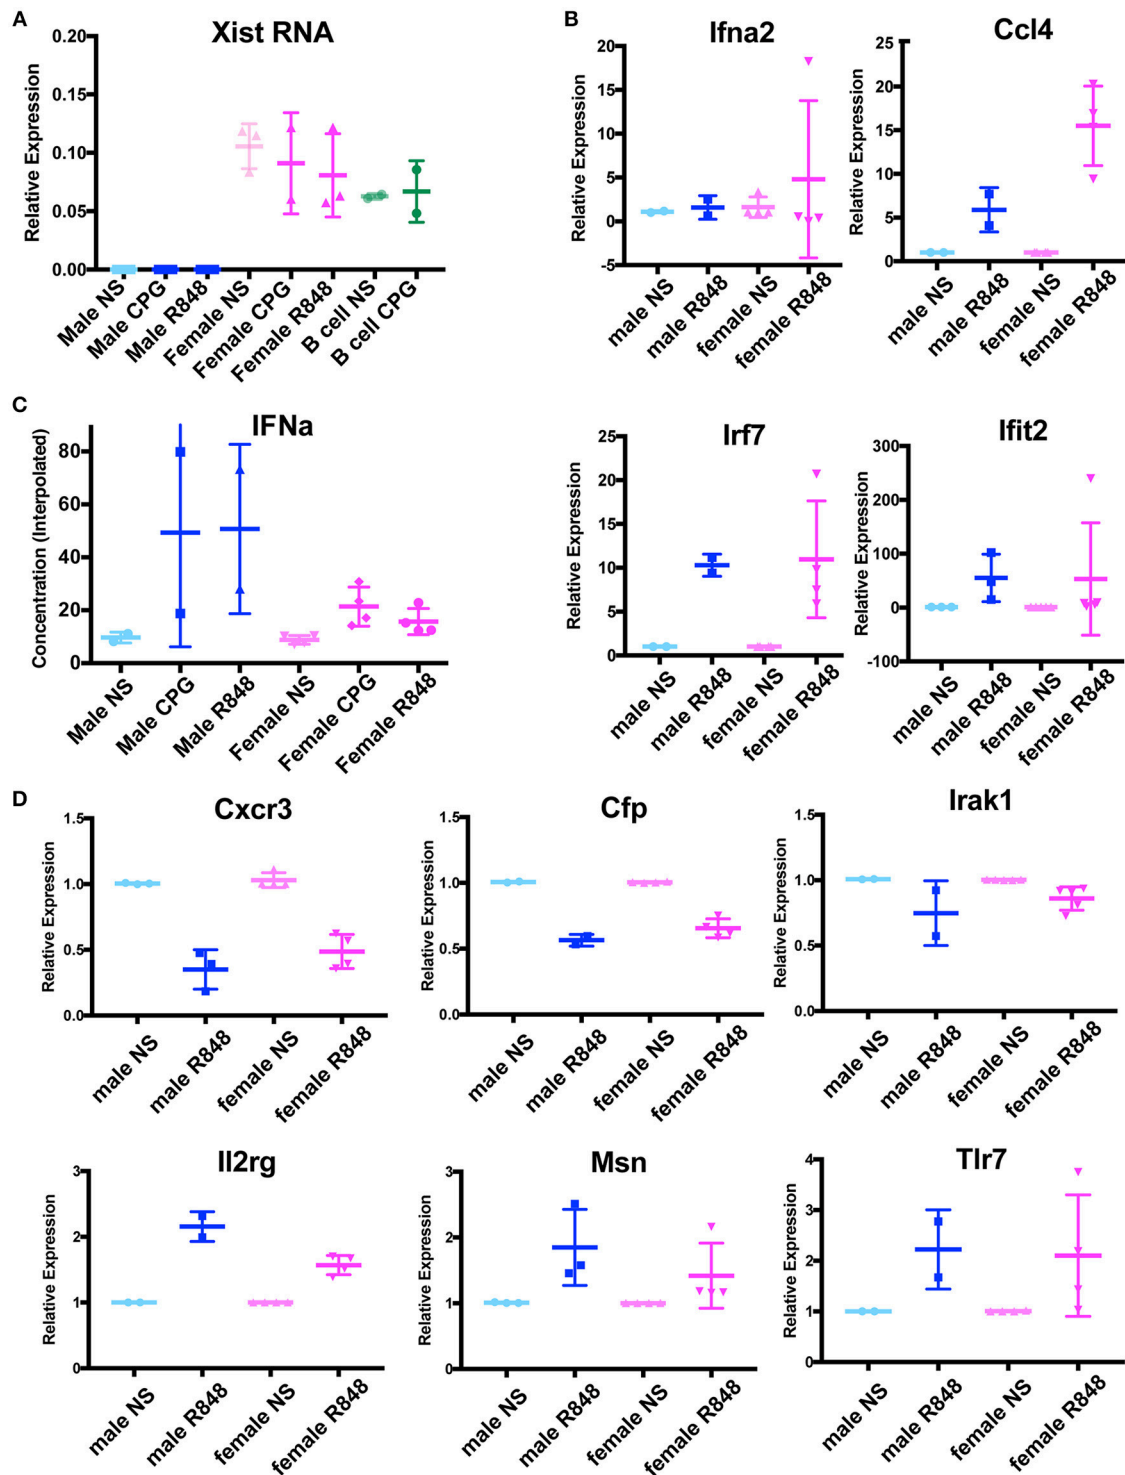 A
Xist RNA
Relative Expression
0.20
0.15
0.10
0.05
0.00
Male NS
Male CPG
Male R848
Female NS
Female CPG
Female R848
B cell NS
B cell CPG
B
Ifna2
Relative Expression
20
15
10
5
0
-5
male NS
male R848
female NS
female R848
Ccl4
Relative Expression
25
20
15
10
5
0
male NS
male R848
female NS
female R848
C
IFNa
Concentration (Interpolated)
80
60
40
20
0
Male NS
Male CPG
Male R848
Female NS
Female CPG
Female R848
Irf7
Relative Expression
25
20
15
10
5
0
male NS
male R848
female NS
female R848
Ifit2
Relative Expression
300
200
100
0
-100
male NS
male R848
female NS
female R848
D
Cxcr3
Relative Expression
1.5
1.0
0.5
0.0
male NS
male R848
female NS
female R848
Cfp
Relative Expression
1.5
1.0
0.5
0.0
male NS
male R848
female NS
female R848
Irak1
Relative Expression
1.5
1.0
0.5
0.0
male NS
male R848
female NS
female R848
Il2rg
Relative Expression
3
2
1
0
male NS
male R848
female NS
female R848
Msn
Relative Expression
3
2
1
0
male NS
male R848
female NS
female R848
Tlr7
Relative Expression
4
3
2
1
0
male NS
male R848
female NS
female R848